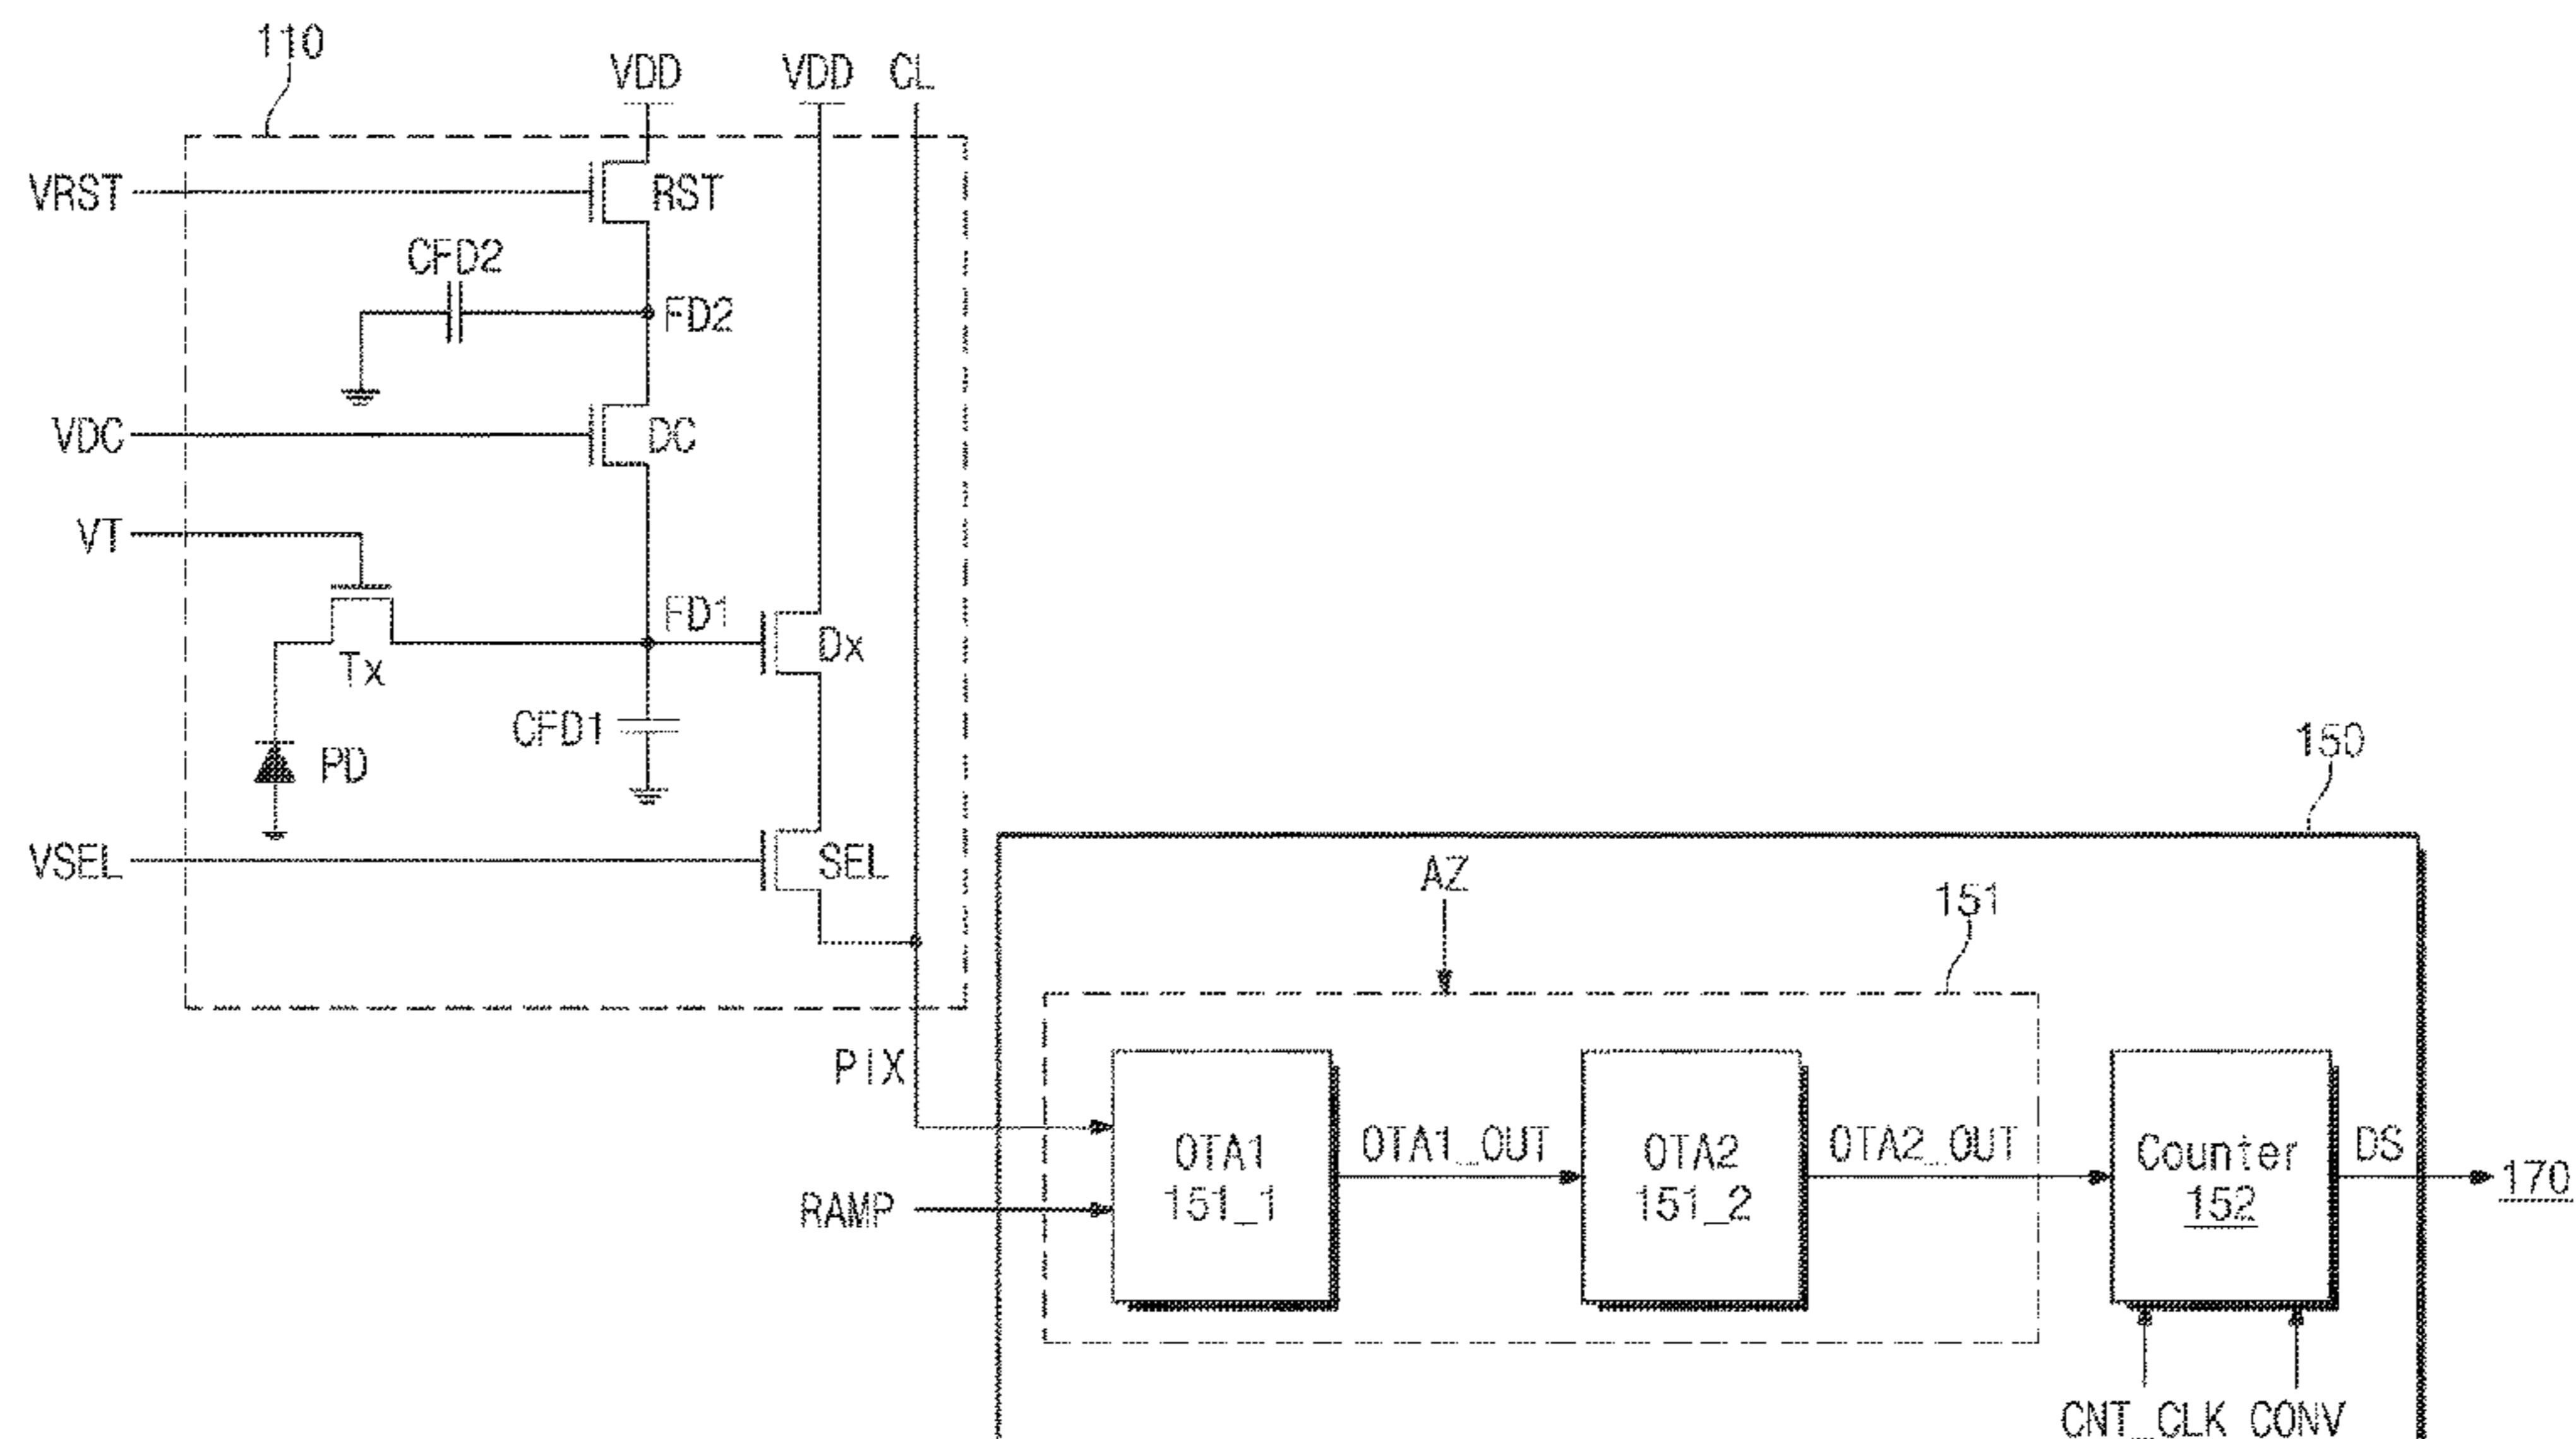 110
VDD
VDD
CL
VRST
RST
CFD2
FD2
VDC
DC
VT
FD1
Tx
Dx
CFD1
PD
150
VSEL
SEL
AZ
151
PIX
OTA1
151_1
OTA1_OUT
OTA2
151_2
OTA2_OUT
Counter
152
DS
170
RAMP
CNT_CLK
CONV